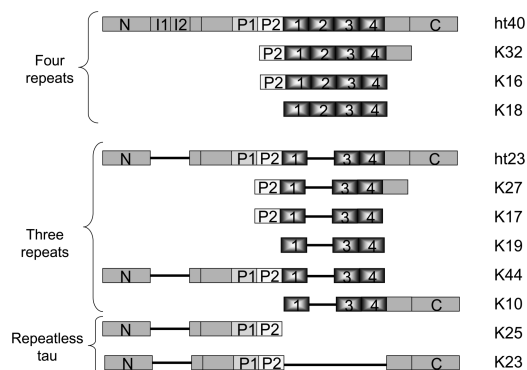 N I1 I2 P1 P2 1 2 3 4 C ht40
P2 1 2 3 4 K32
P2 1 2 3 4 K16
1 2 3 4 K18
Four
repeats
N P1 P2 1 3 4 C ht23
P2 1 3 4 K27
P2 1 3 4 K17
1 3 4 K19
N P1 P2 1 3 4 K44
1 3 4 C K10
Three
repeats
N P1 P2 K25
N P1 P2 C K23
Repeatless
tau